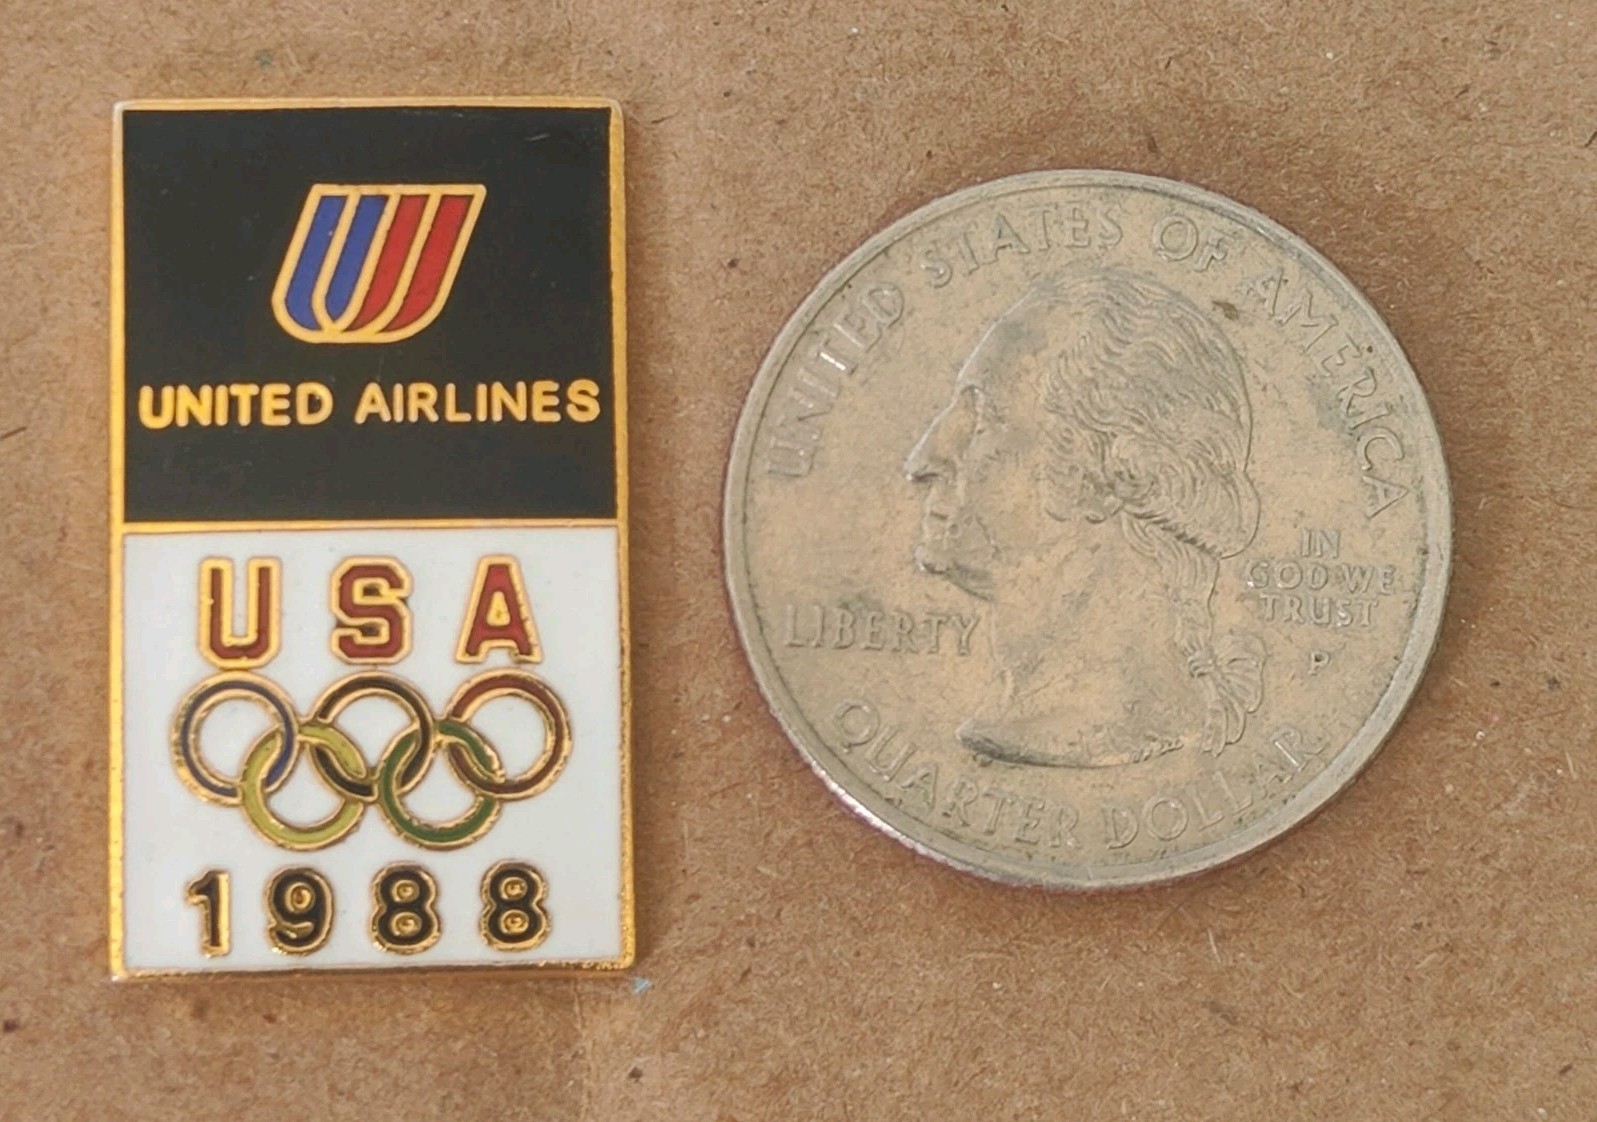 UNITED AIRLINES
USA
1988
UNITED STATES OF AMERICA
LIBERTY
IN
GOD WE
TRUST
P
QUARTER DOLLAR